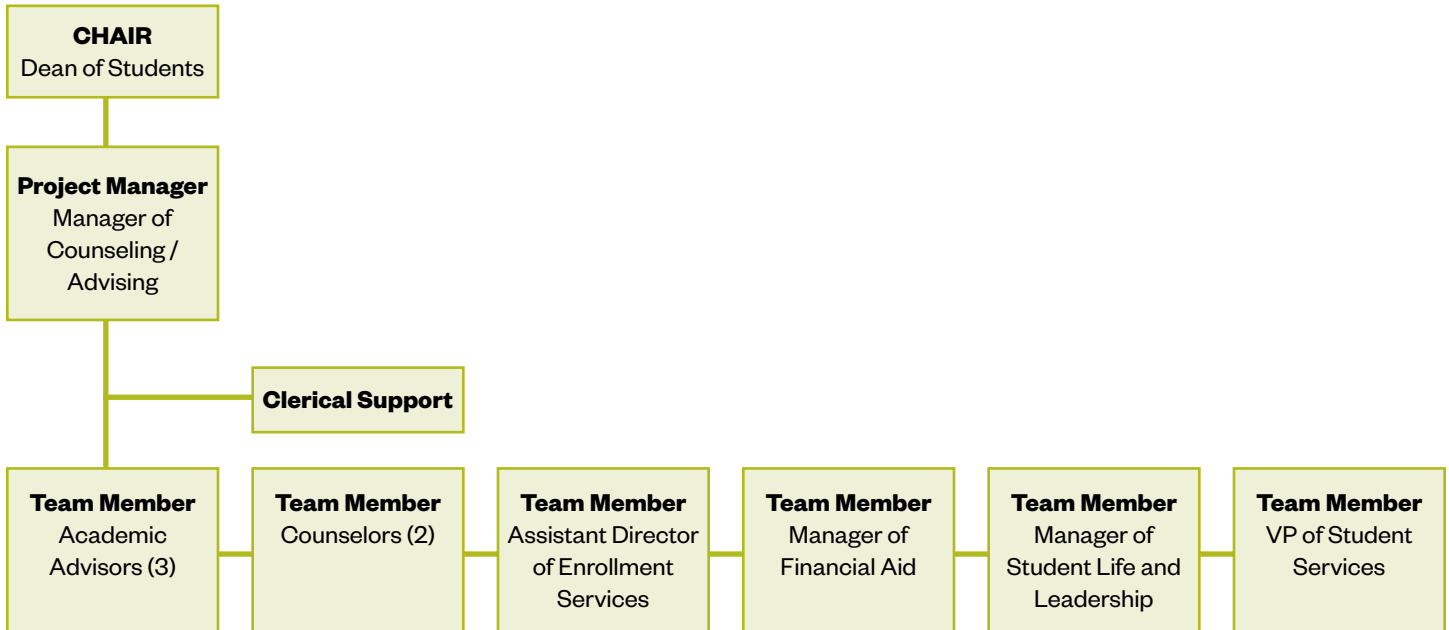 CHAIR
Dean of Students
Project Manager
Manager of
Counseling /
Advising
Clerical Support
Team Member
Academic
Advisors (3)
Team Member
Counselors (2)
Team Member
Assistant Director
of Enrollment
Services
Team Member
Manager of
Financial Aid
Team Member
Manager of
Student Life and
Leadership
Team Member
VP of Student
Services